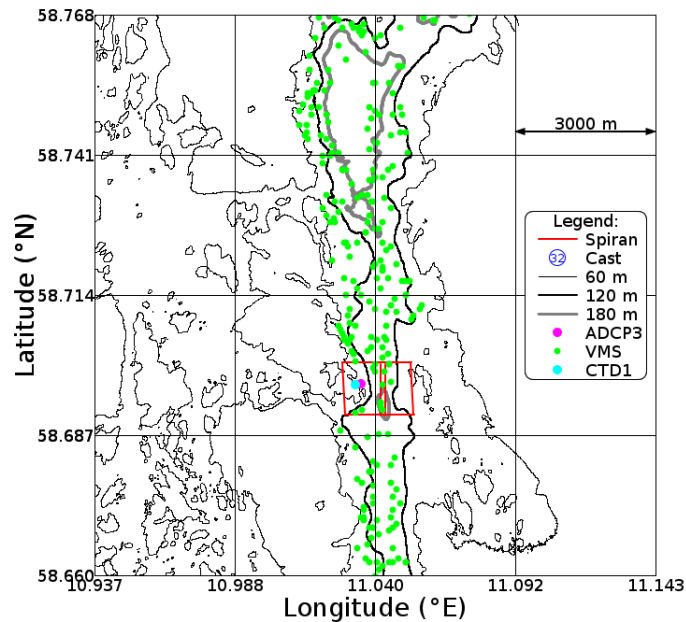 58.768
58.741
58.714
58.687
58.660
Latitude (°N)
3000 m
Legend:
Spiran
32 Cast
60 m
120 m
180 m
ADCP3
VMS
CTD1
10.937 10.988 11.040 11.092 11.143
Longitude (°E)